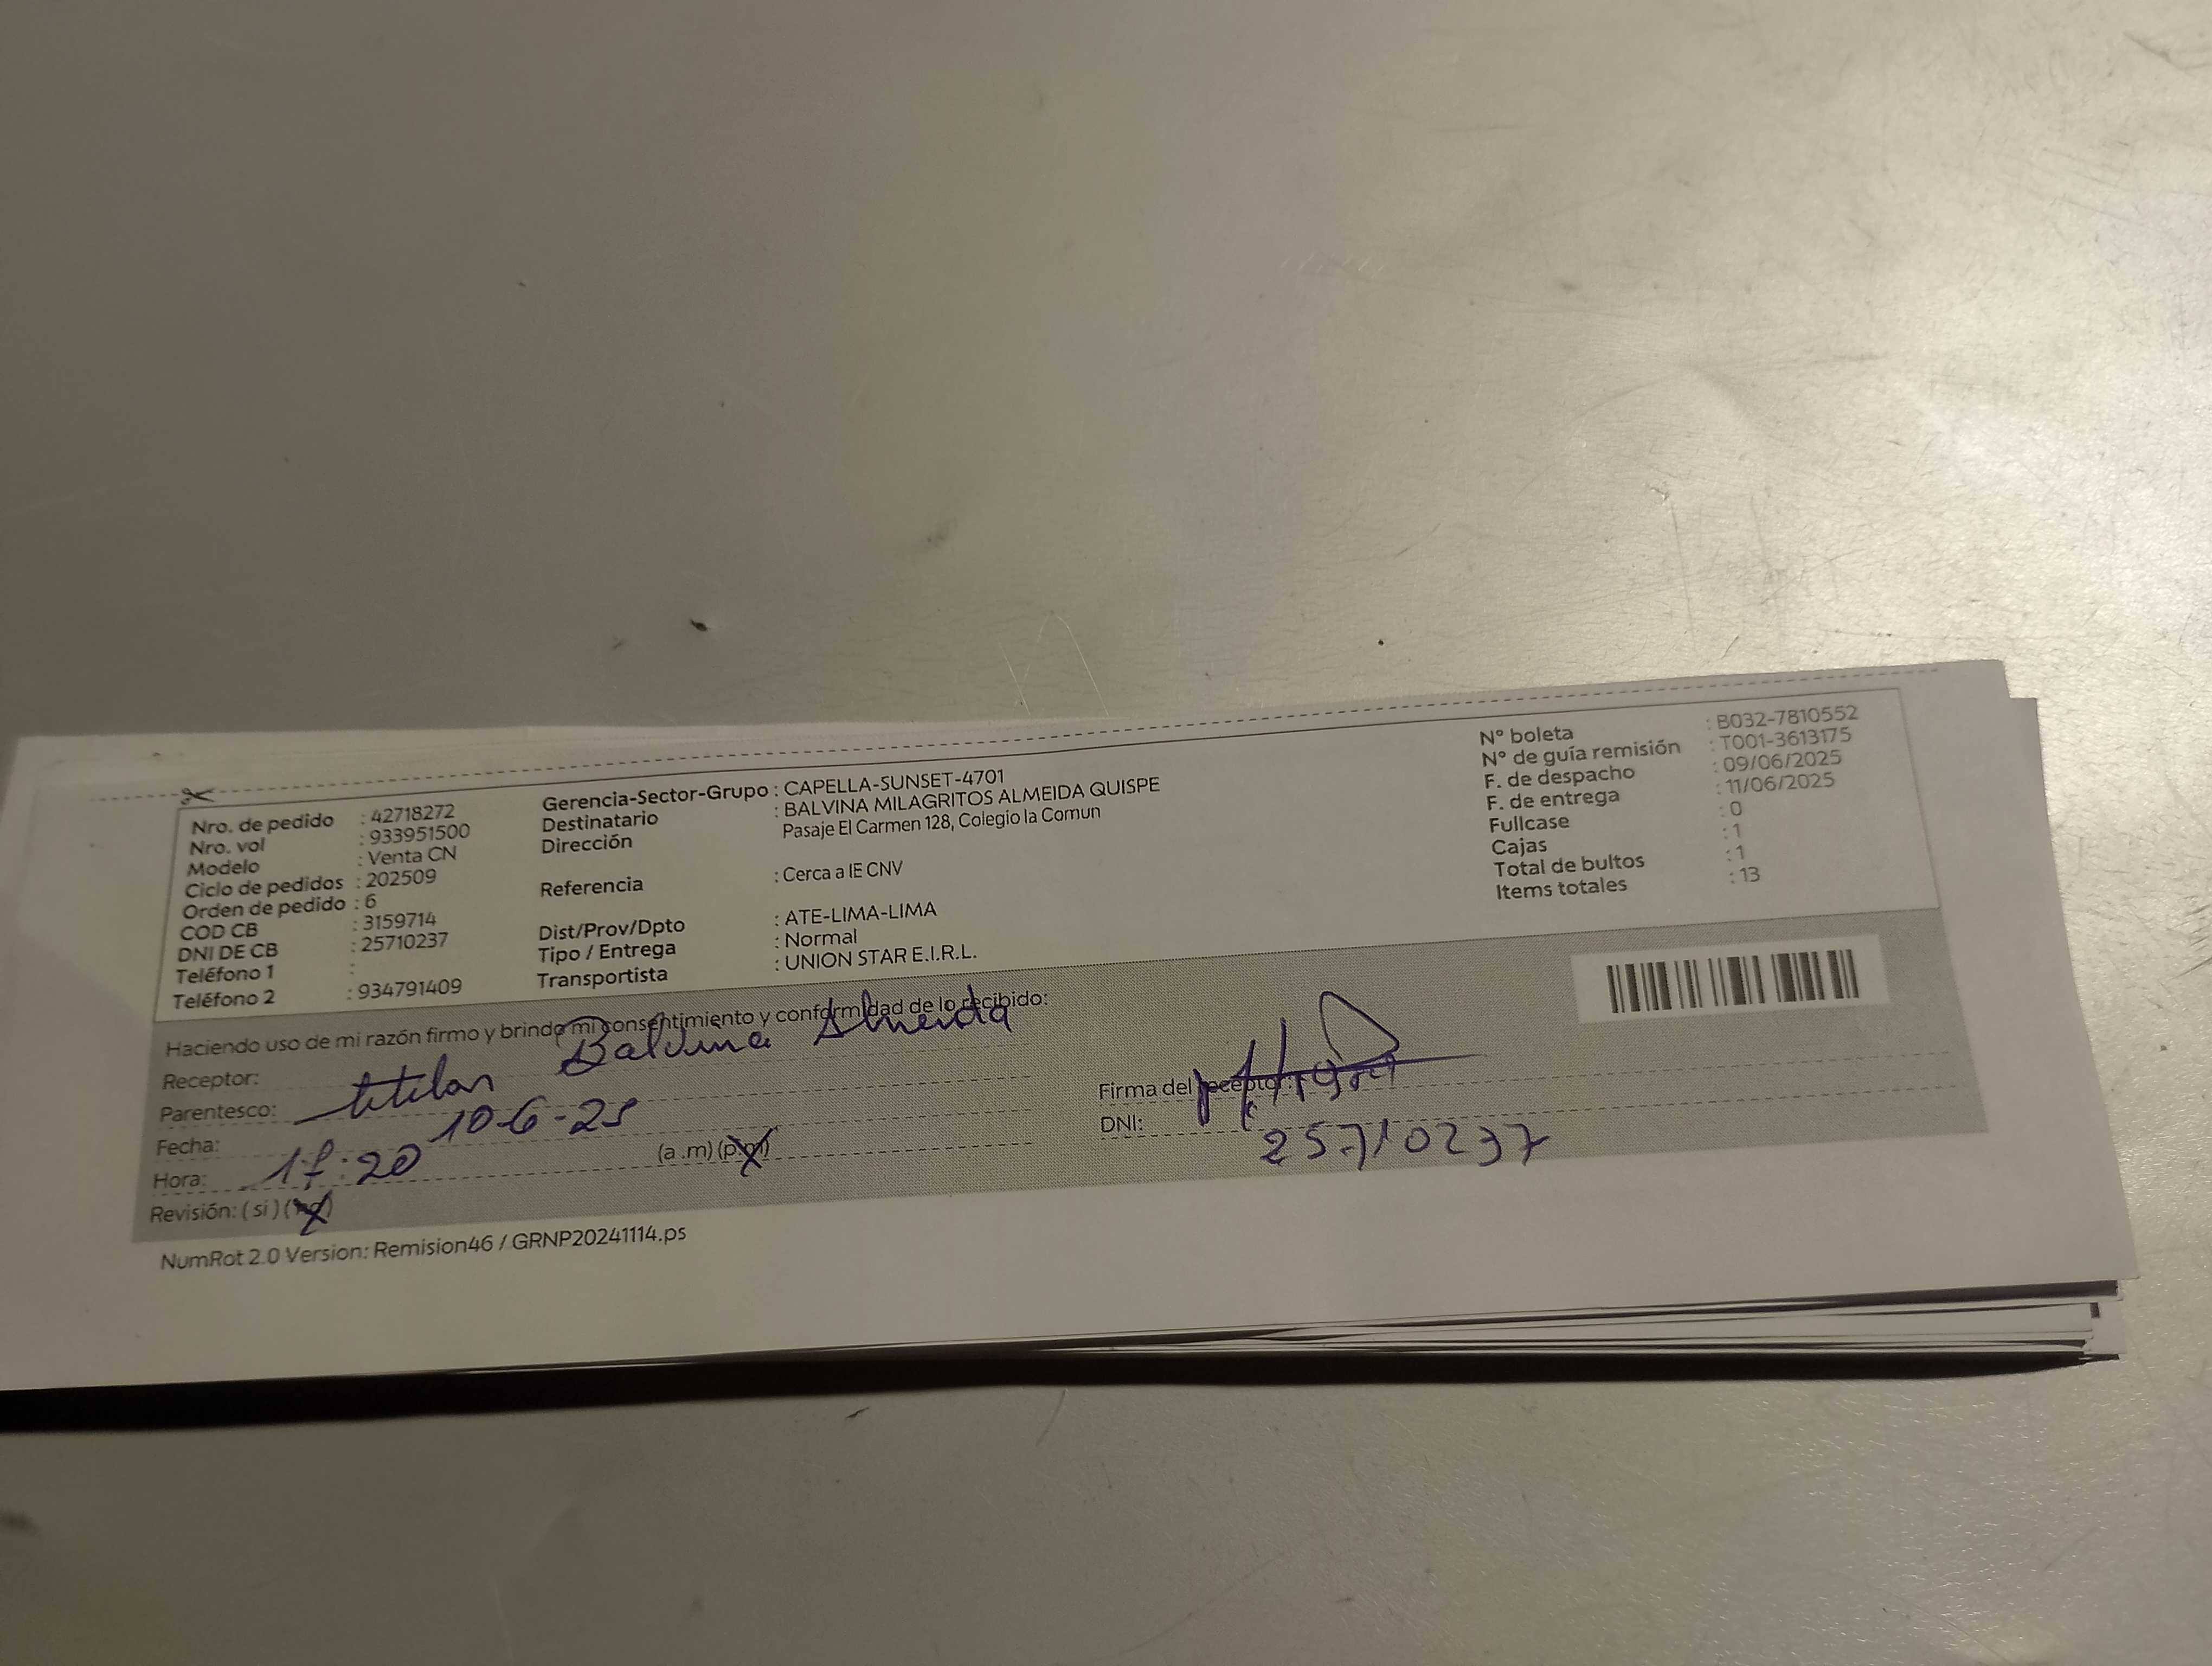 Nro. de pedido : 42718272
Nro. vol : 933951500
Modelo : Venta CN
Ciclo de pedidos : 202509
Orden de pedido : 6
COD CB : 3159714
DNI DE CB : 25710237
Teléfono 1 :
Teléfono 2 : 934791409
Gerencia-Sector-Grupo : CAPELLA-SUNSET-4701
Destinatario : BALVINA MILAGRITOS ALMEIDA QUISPE
Dirección Pasaje El Carmen 128, Colegio la Comun
Referencia : Cerca a IE CNV
Dist/Prov/Dpto : ATE-LIMA-LIMA
Tipo / Entrega : Normal
Transportista : UNION STAR E.I.R.L.
N° boleta : B032-7810552
N° de guía remisión : T001-3613175
F. de despacho : 09/06/2025
F. de entrega : 11/06/2025
Fullcase : 0
Cajas : 1
Total de bultos : 1
Items totales : 13
Haciendo uso de mi razón firmo y brindo mi consentimiento y conformidad de lo recibido:
Receptor: Balvina Almeida
Parentesco: titular
Fecha: 10-6-25
Hora: 17:20 (a .m) (p.m)
Revisión: ( si ) (no)
Firma del receptor:
DNI: 25710237
NumRot 2.0 Version: Remision46 / GRNP20241114.ps